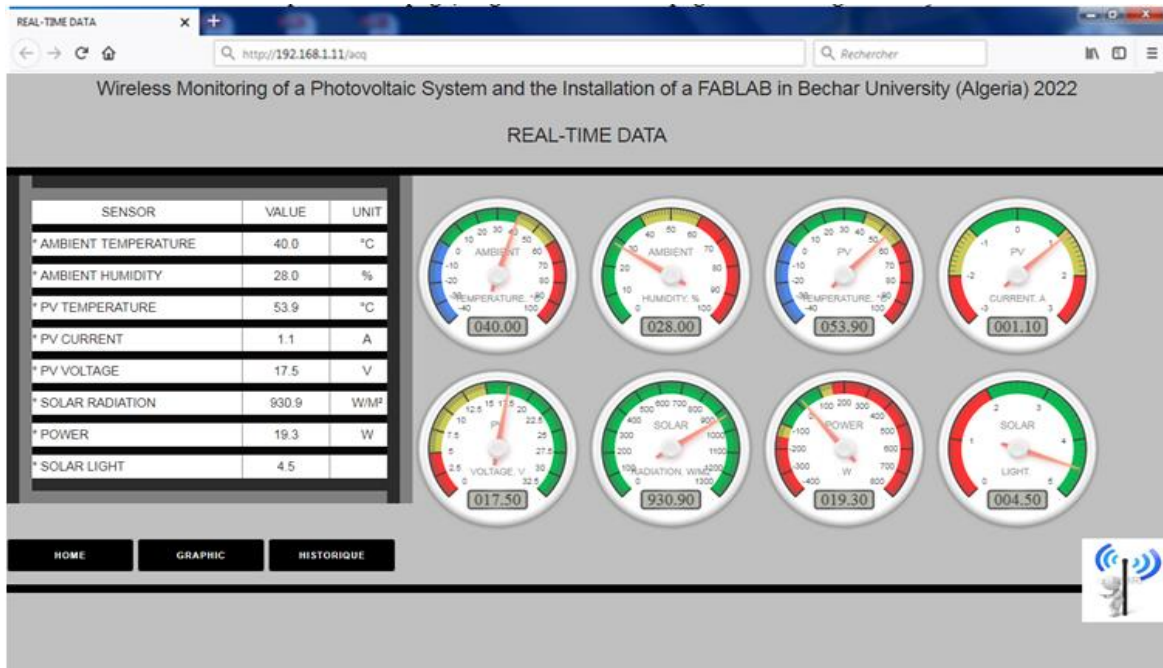 REAL-TIME DATA
http://192.168.1.11/acq
Rechercher
Wireless Monitoring of a Photovoltaic System and the Installation of a FABLAB in Bechar University (Algeria) 2022
REAL-TIME DATA
SENSOR VALUE UNIT
* AMBIENT TEMPERATURE 40.0 °C
* AMBIENT HUMIDITY 28.0 %
* PV TEMPERATURE 53.9 °C
* PV CURRENT 1.1 A
* PV VOLTAGE 17.5 V
* SOLAR RADIATION 930.9 W/M²
* POWER 19.3 W
* SOLAR LIGHT 4.5
AMBIENT
TEMPERATURE. °C
040.00
AMBIENT
HUMIDITY. %
028.00
PV
TEMPERATURE. °C
053.90
PV
CURRENT. A
001.10
PV
VOLTAGE. V
017.50
SOLAR
RADIATION. W/M2
930.90
POWER
W
019.30
SOLAR
LIGHT.
004.50
HOME GRAPHIC HISTORIQUE